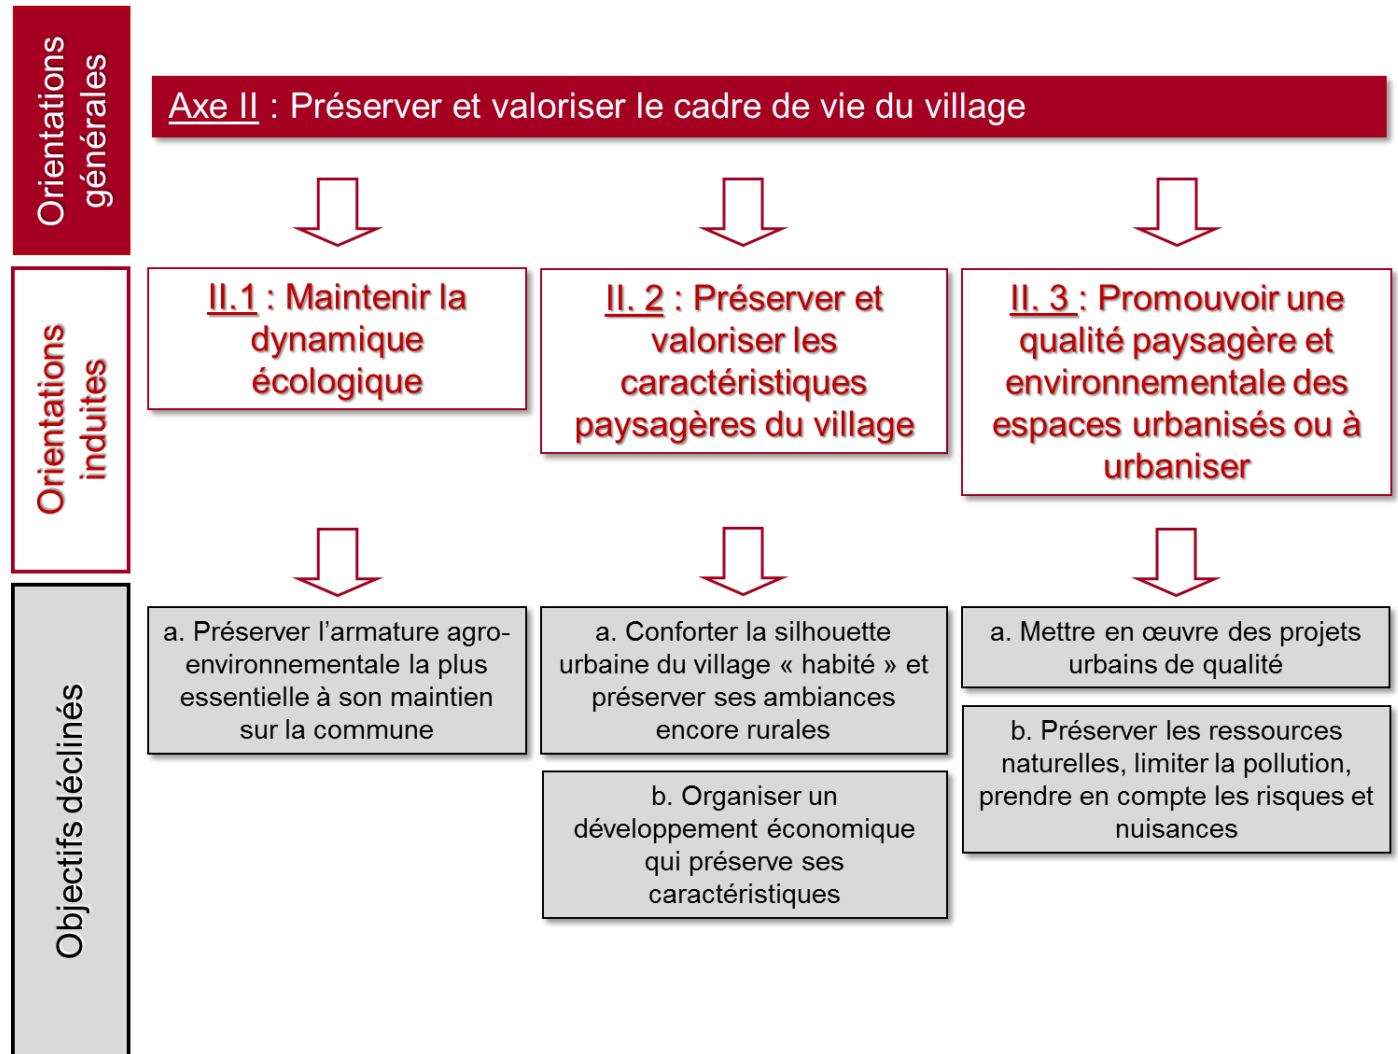 Orientations
générales
Axe II : Préserver et valoriser le cadre de vie du village
Orientations
induites
II.1 : Maintenir la
dynamique
écologique
II. 2 : Préserver et
valoriser les
caractéristiques
paysagères du village
II. 3 : Promouvoir une
qualité paysagère et
environnementale des
espaces urbanisés ou à
urbaniser
Objectifs déclinés
a. Préserver l’armature agro-
environnementale la plus
essentielle à son maintien
sur la commune
a. Conforter la silhouette
urbaine du village « habité » et
préserver ses ambiances
encore rurales
b. Organiser un
développement économique
qui préserve ses
caractéristiques
a. Mettre en œuvre des projets
urbains de qualité
b. Préserver les ressources
naturelles, limiter la pollution,
prendre en compte les risques et
nuisances